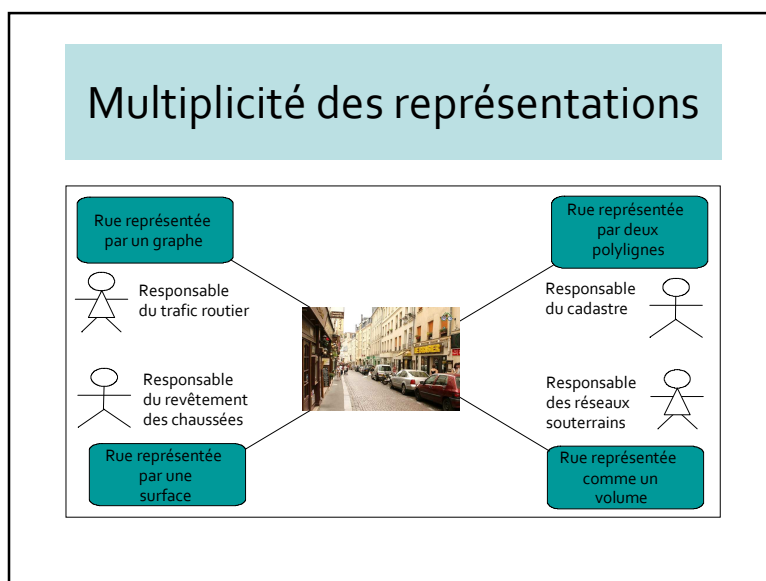 Multiplicité des représentations
Rue représentée
par un graphe
Rue représentée
par deux
polylignes
Responsable
du trafic routier
Responsable
du cadastre
Responsable
du revêtement
des chaussées
Responsable
des réseaux
souterrains
Rue représentée
par une
surface
Rue représentée
comme un
volume